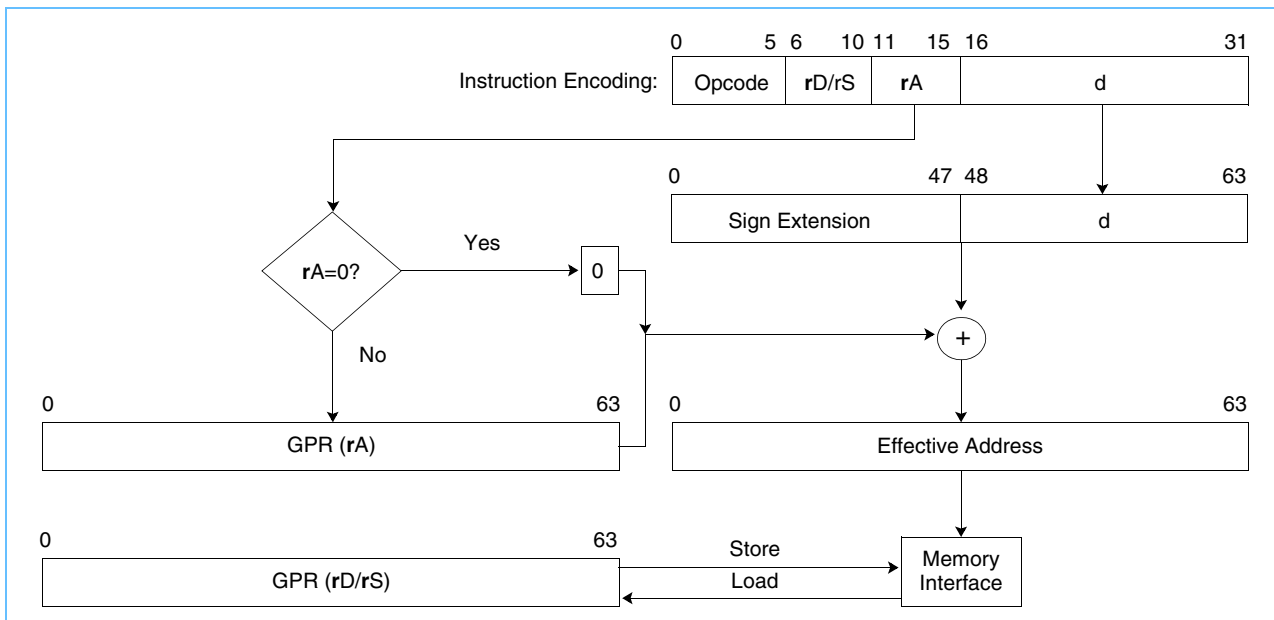 0 5 6 10 11 15 16 31
Instruction Encoding: Opcode rD/rS rA d
0 47 48 63
Sign Extension d
Yes
rA=0? 0
+
No
0 63 0 63
GPR (rA) Effective Address
0 63
Store
Memory
Interface
GPR (rD/rS) Load